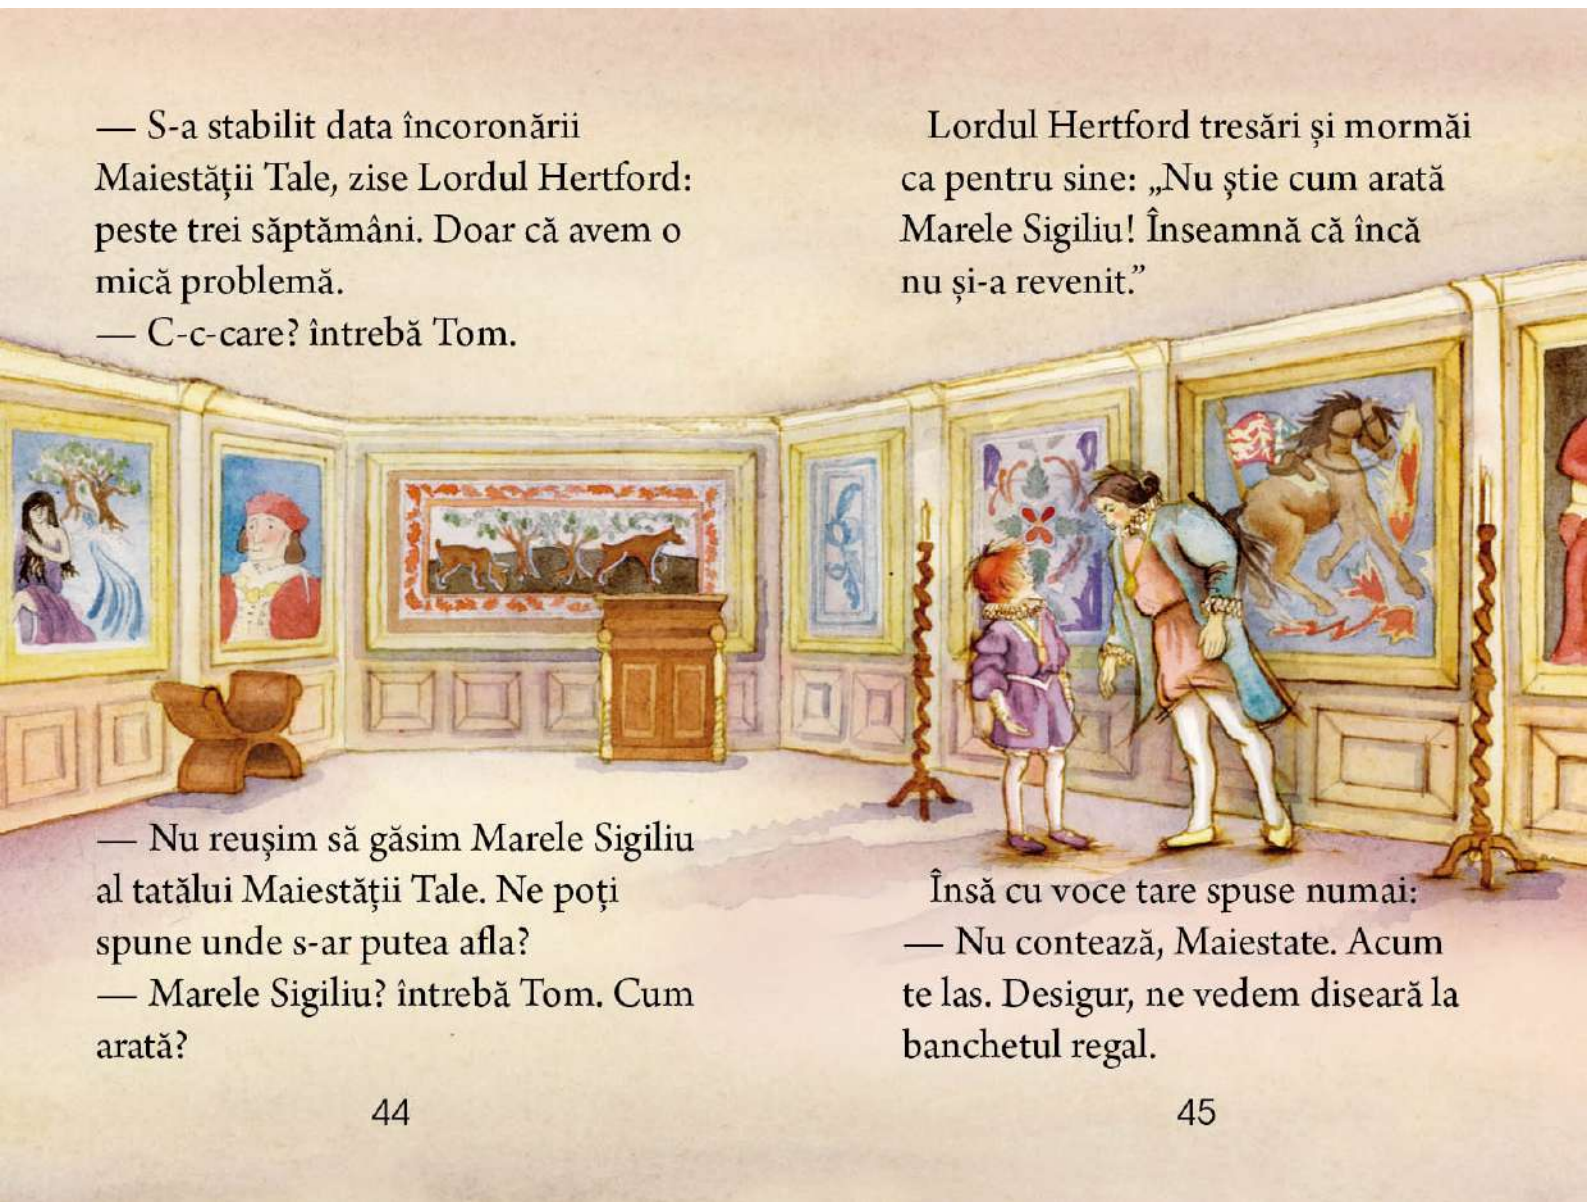 — S-a stabilit data încoronării
Maiestății Tale, zise Lordul Hertford:
peste trei săptămâni. Doar că avem o
mică problemă.
— C-c-care? întrebă Tom.
— Nu reușim să găsim Marele Sigiliu
al tatălui Maiestății Tale. Ne poți
spune unde s-ar putea afla?
— Marele Sigiliu? întrebă Tom. Cum
arată?
44
Lordul Hertford tresări și mormăi
ca pentru sine: „Nu știe cum arată
Marele Sigiliu! Înseamnă că încă
nu și-a revenit.”
Însă cu voce tare spuse numai:
— Nu contează, Maiestate. Acum
te las. Desigur, ne vedem diseară la
banchetul regal.
45